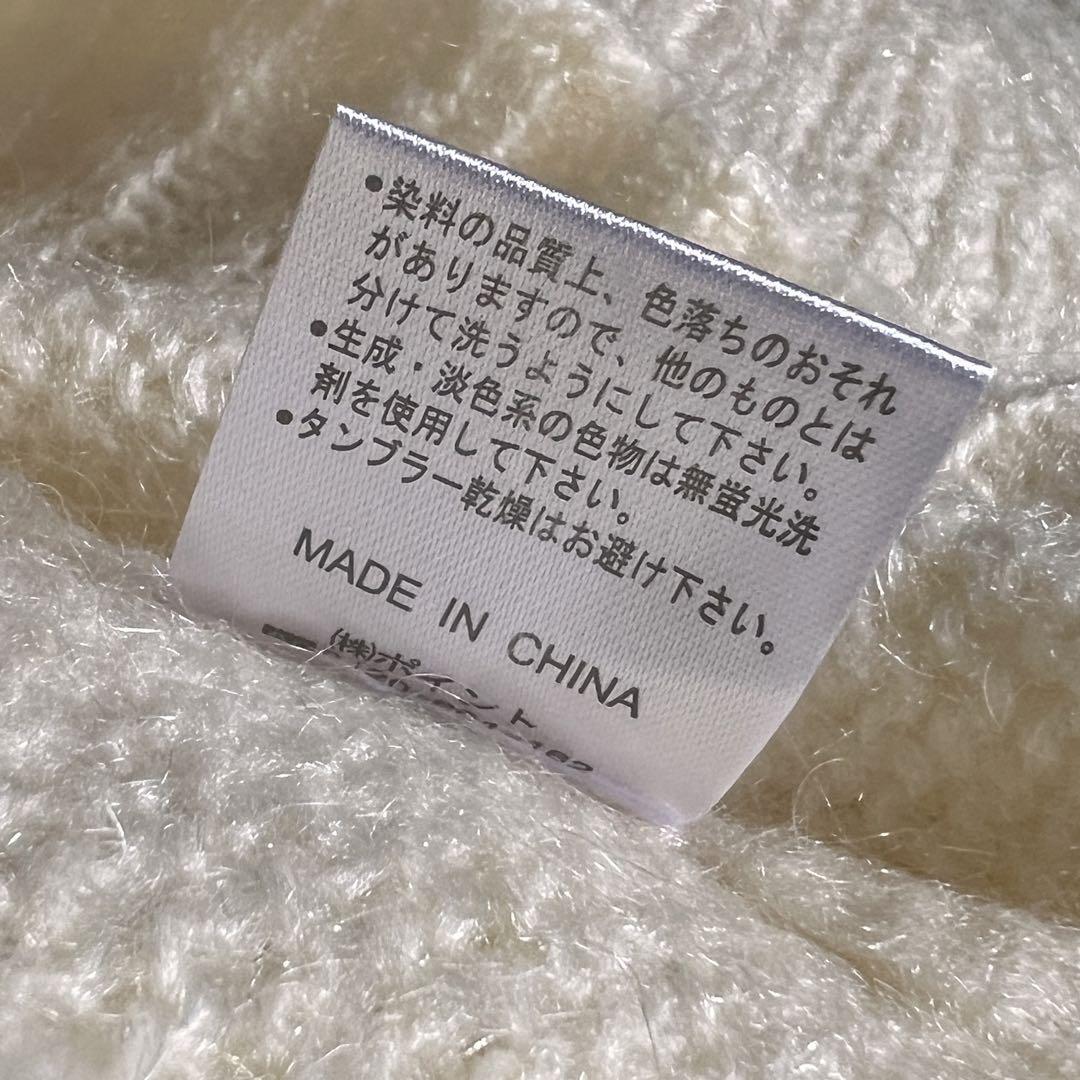 •染料の品質上、色落ちのおそれ
がありますので、他のものとは
分けて洗うようにして下さい。
•生成・淡色系の色物は無蛍光洗
剤を使用して下さい。
•タンブラー乾燥はお避け下さい。
MADE IN CHINA
(株)ポイント